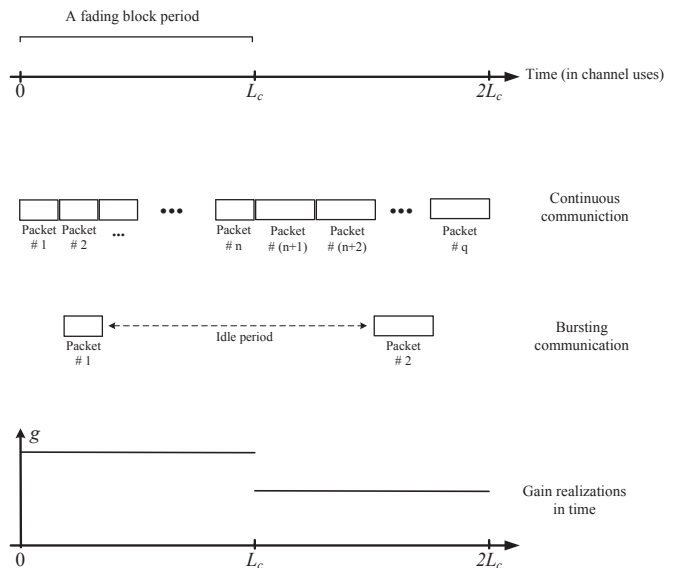 A fading block period
Time (in channel uses)
0 L_c 2L_c
Continuous
communiction
Packet # 1
Packet # 2
...
•••
Packet # n
Packet # (n+1)
Packet # (n+2)
•••
Packet # q
Bursting
communication
Idle period
Packet # 1
Packet # 2
g
Gain realizations
in time
0 L_c 2L_c